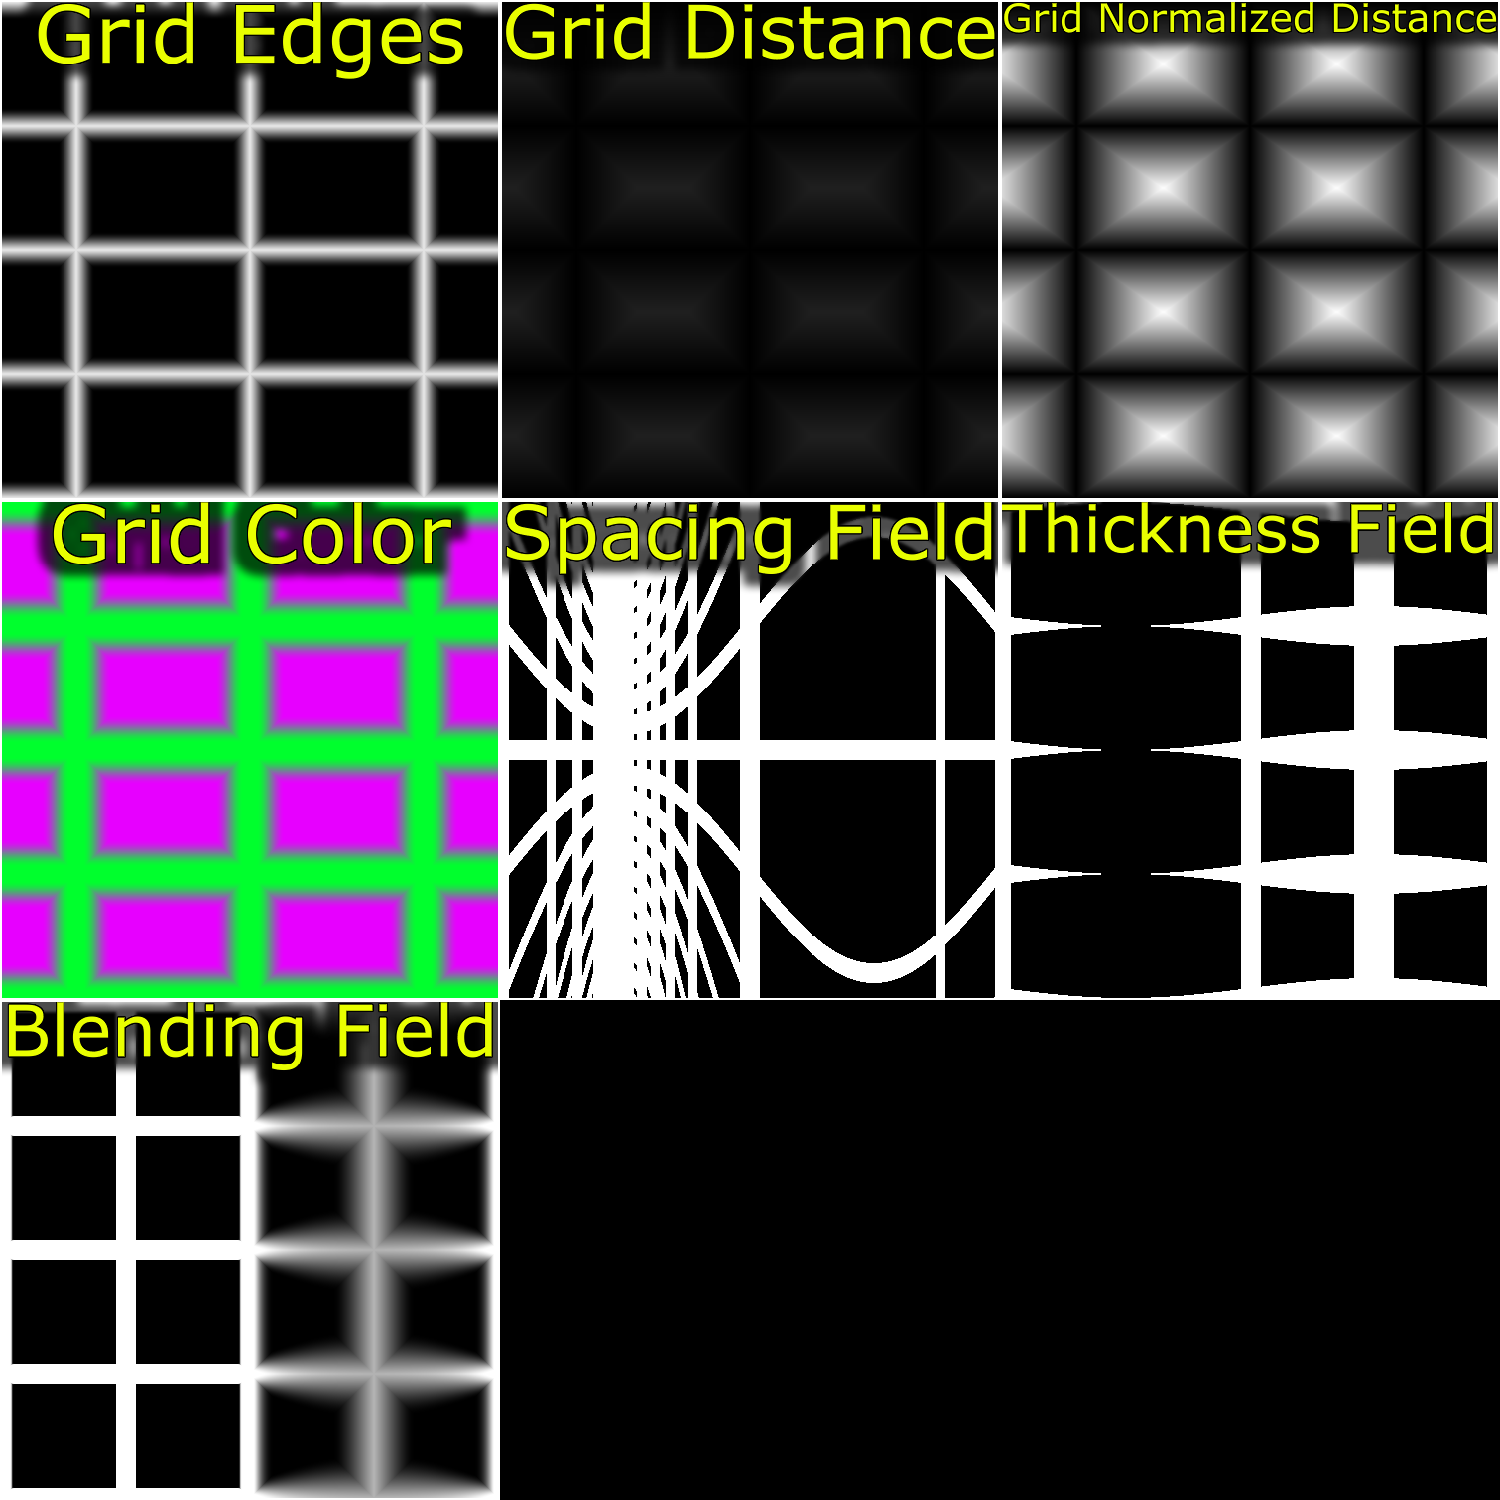 Grid Edges
Grid Distance
Grid Normalized Distance
Grid Color
Spacing Field
Thickness Field
Blending Field